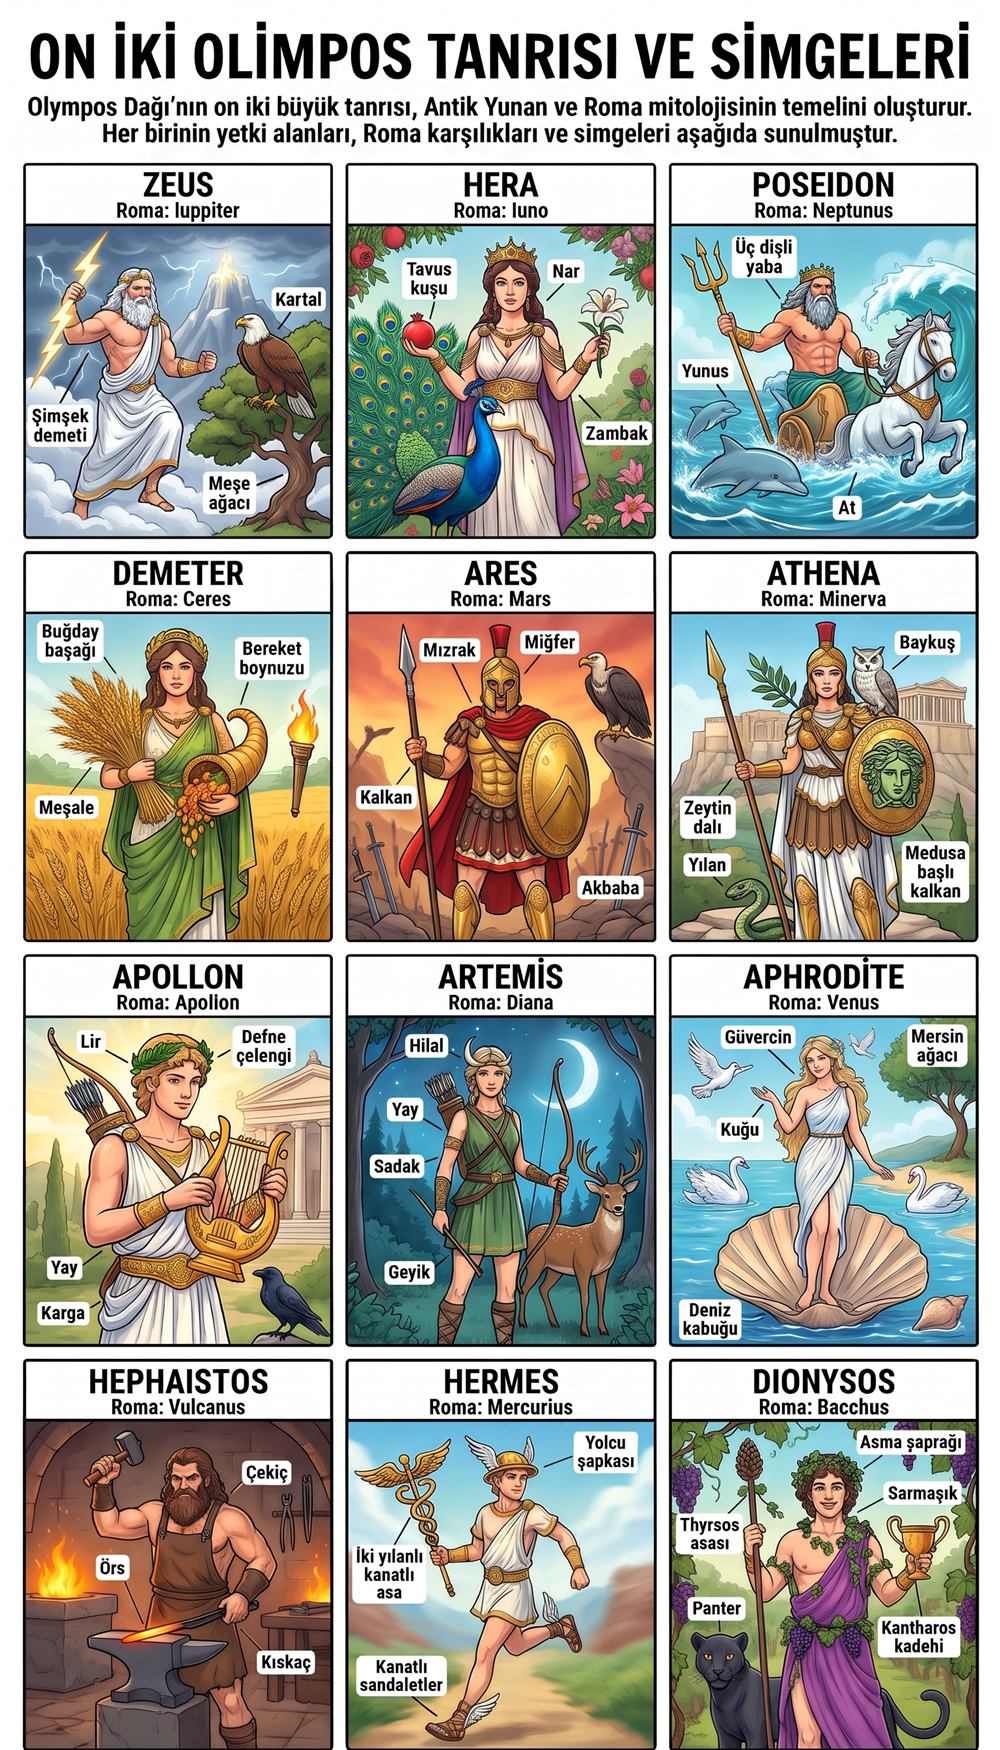 ON İKİ OLİMPOS TANRISI VE SİMGELERİ
Olympos Dağı'nın on iki büyük tanrısı, Antik Yunan ve Roma mitolojisinin temelini oluşturur.
Her birinin yetki alanları, Roma karşılıkları ve simgeleri aşağıda sunulmuştur.
ZEUS
Roma: Iuppiter
Kartal
Şimşek
demeti
Meşe
ağacı
HERA
Roma: Iuno
Tavus
kuşu
Nar
Zambak
POSEIDON
Roma: Neptunus
Üç dişli
yaba
Yunus
At
DEMETER
Roma: Ceres
Buğday
başağı
Bereket
boynuzu
Meşale
ARES
Roma: Mars
Mızrak
Miğfer
Kalkan
Akbaba
ATHENA
Roma: Minerva
Baykuş
Zeytin
dalı
Yılan
Medusa
başlı
kalkan
APOLLON
Roma: Apollon
Lir
Defne
çelengi
Yay
Karga
ARTEMİS
Roma: Diana
Hilal
Yay
Sadak
Geyik
APHRODİTE
Roma: Venus
Güvercin
Mersin
ağacı
Kuğu
Deniz
kabuğu
HEPHAISTOS
Roma: Vulcanus
Çekiç
Örs
Kıskaç
HERMES
Roma: Mercurius
Yolcu
şapkası
İki yılanlı
kanatlı
asa
Kanatlı
sandaletler
DIONYSOS
Roma: Bacchus
Asma şaprağı
Sarmaşık
Thyrsos
asası
Panter
Kantharos
kadehi